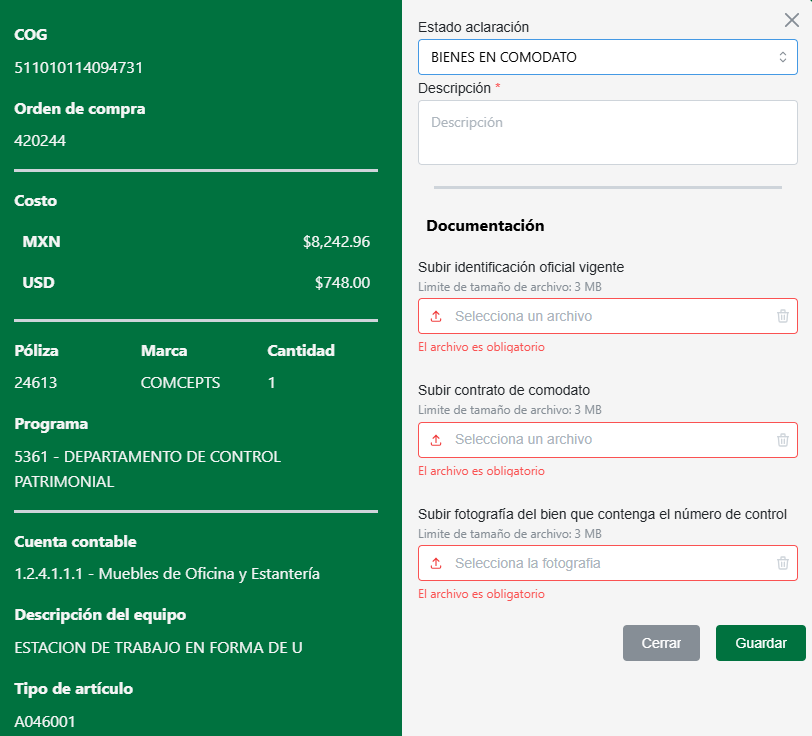 COG
511010114094731
Orden de compra
420244
Costo
MXN $8,242.96
USD $748.00
Póliza Marca Cantidad
24613 COMCEPTS 1
Programa
5361 - DEPARTAMENTO DE CONTROL
PATRIMONIAL
Cuenta contable
1.2.4.1.1.1 - Muebles de Oficina y Estantería
Descripción del equipo
ESTACION DE TRABAJO EN FORMA DE U
Tipo de artículo
A046001
Estado aclaración
BIENES EN COMODATO
Descripción *
Descripción
Documentación
Subir identificación oficial vigente
Limite de tamaño de archivo: 3 MB
Selecciona un archivo
El archivo es obligatorio
Subir contrato de comodato
Limite de tamaño de archivo: 3 MB
Selecciona un archivo
El archivo es obligatorio
Subir fotografía del bien que contenga el número de control
Limite de tamaño de archivo: 3 MB
Selecciona la fotografia
El archivo es obligatorio
Cerrar Guardar